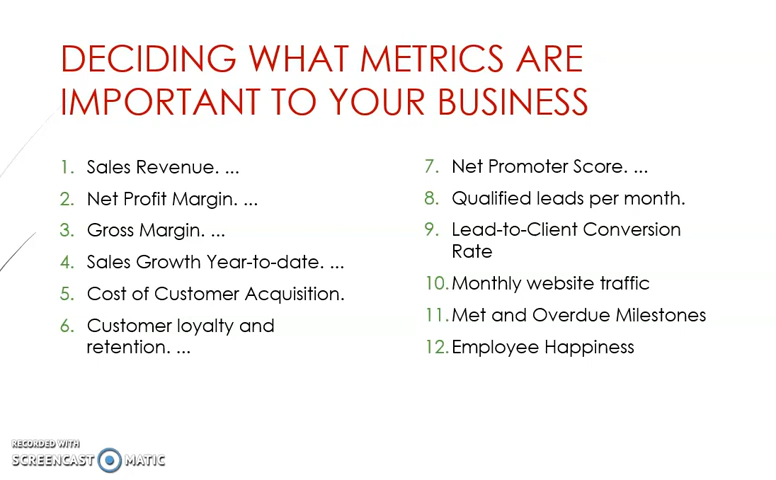 DECIDING WHAT METRICS ARE
IMPORTANT TO YOUR BUSINESS
1. Sales Revenue. ...
2. Net Profit Margin. ...
3. Gross Margin. ...
4. Sales Growth Year-to-date. ...
5. Cost of Customer Acquisition.
6. Customer loyalty and
retention. ...
7. Net Promoter Score. ...
8. Qualified leads per month.
9. Lead-to-Client Conversion
Rate
10. Monthly website traffic
11. Met and Overdue Milestones
12. Employee Happiness
RECORDED WITH
SCREENCAST MATIC